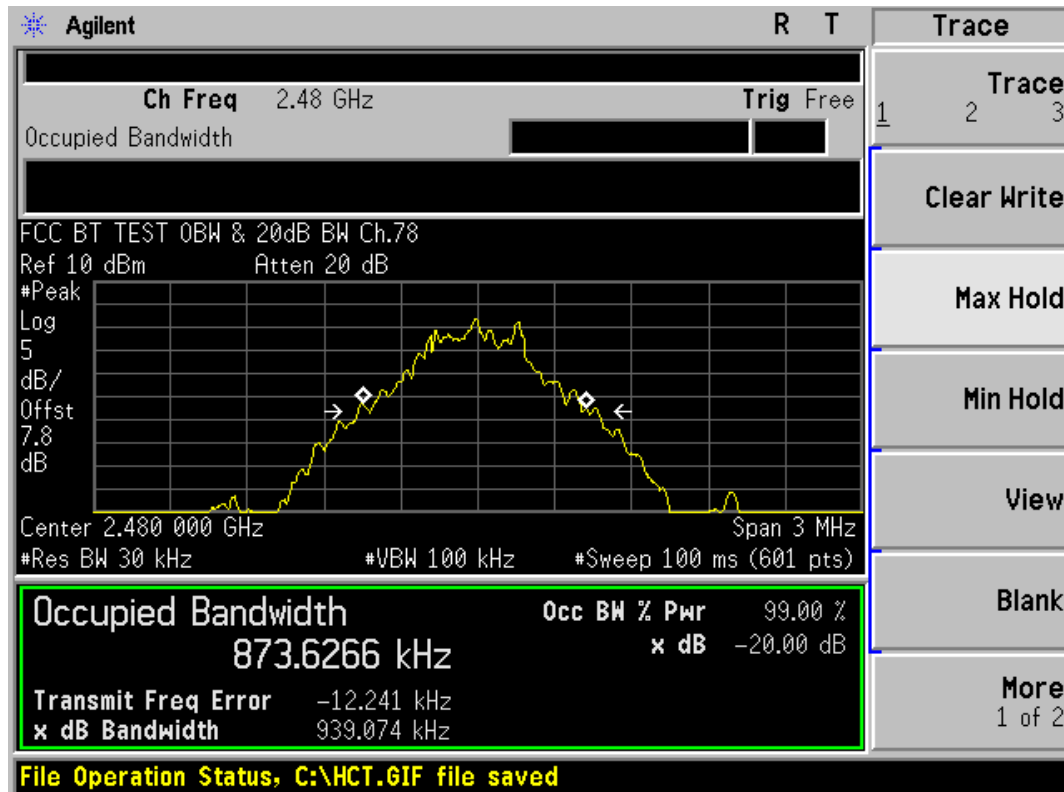 Agilent R T
Ch Freq 2.48 GHz Trig Free
Occupied Bandwidth
FCC BT TEST OBW & 20dB BW Ch.78
Ref 10 dBm Atten 20 dB
#Peak
Log
5
dB/
Offst
7.8
dB
Center 2.480 000 GHz Span 3 MHz
#Res BW 30 kHz #VBW 100 kHz #Sweep 100 ms (601 pts)
Occupied Bandwidth
873.6266 kHz
Occ BW % Pwr 99.00 %
x dB -20.00 dB
Transmit Freq Error -12.241 kHz
x dB Bandwidth 939.074 kHz
File Operation Status, C:\HCT.GIF file saved
Trace
Trace
1 2 3
Clear Write
Max Hold
Min Hold
View
Blank
More
1 of 2